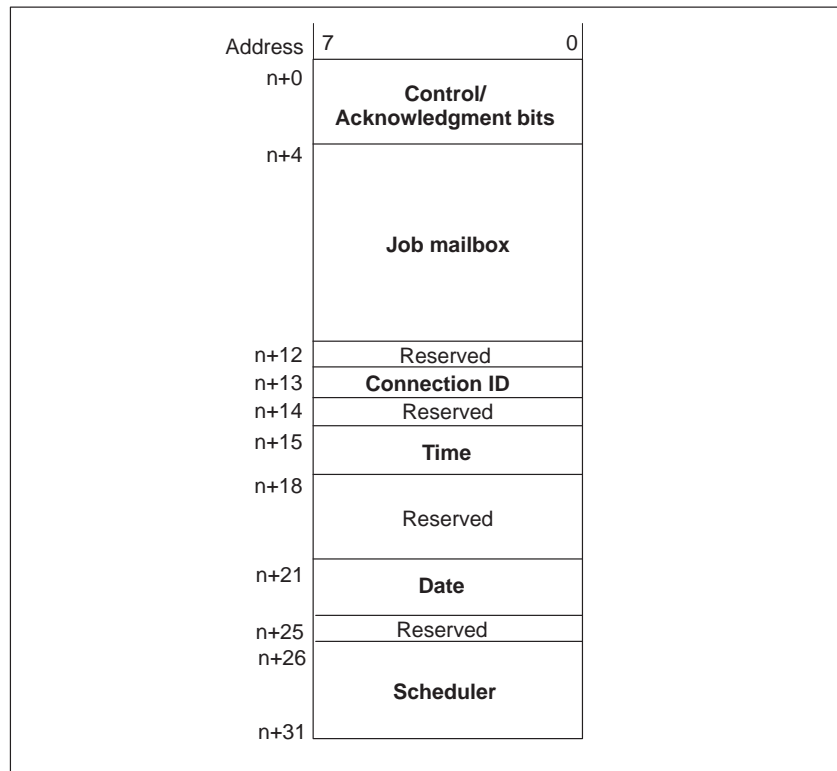 Address 7 0
n+0
Control/
Acknowledgment bits
n+4
Job mailbox
n+12 Reserved
n+13 Connection ID
n+14 Reserved
n+15 Time
n+18
Reserved
n+21 Date
n+25 Reserved
n+26
Scheduler
n+31